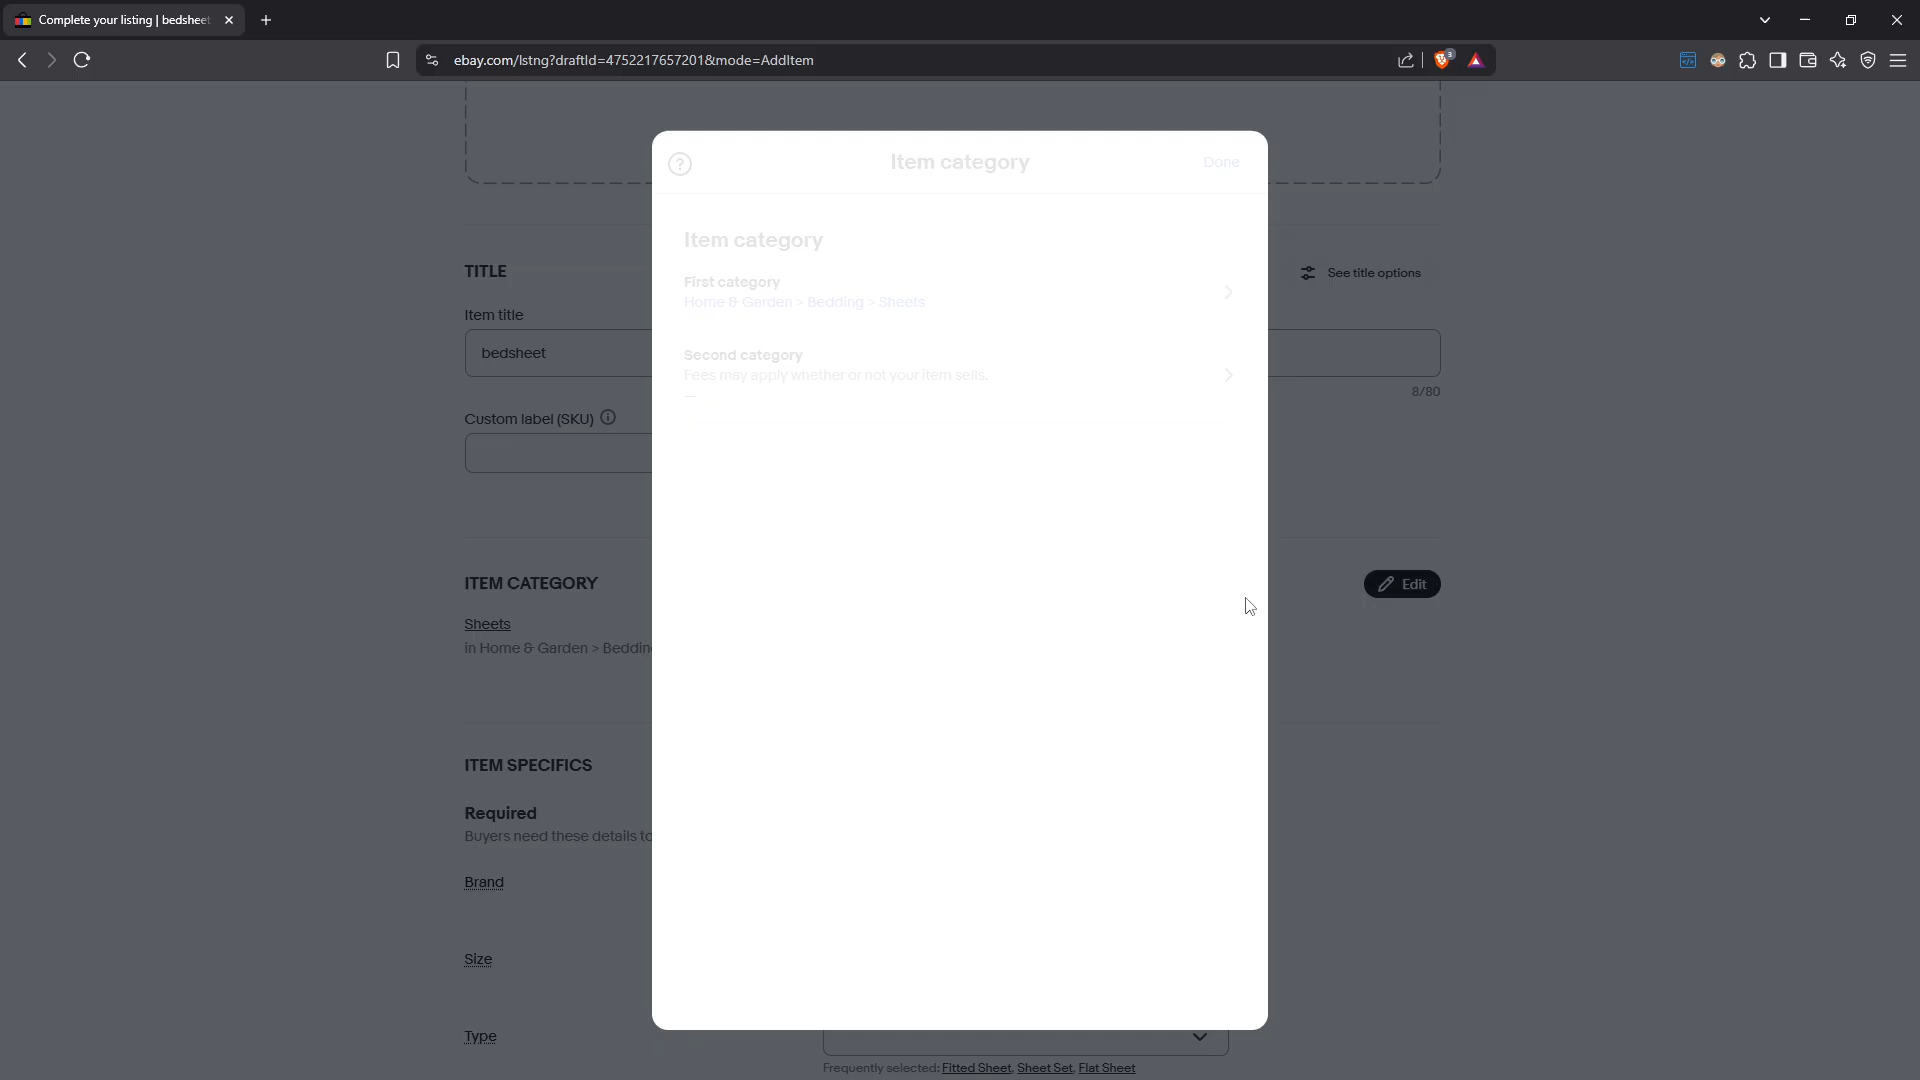 Complete your listing | bedsheet
ebay.com/lstng?draftId=4752217657201&mode=AddItem
3
Item category
Done
Item category
First category
Home & Garden > Bedding > Sheets
Second category
Fees may apply whether or not your item sells.
—
TITLE
See title options
Item title
bedsheet
8/80
Custom label (SKU)
ITEM CATEGORY
Edit
Sheets
in Home & Garden > Bedding
ITEM SPECIFICS
Required
Buyers need these details to
Brand
Size
Type
Frequently selected: Fitted Sheet, Sheet Set, Flat Sheet